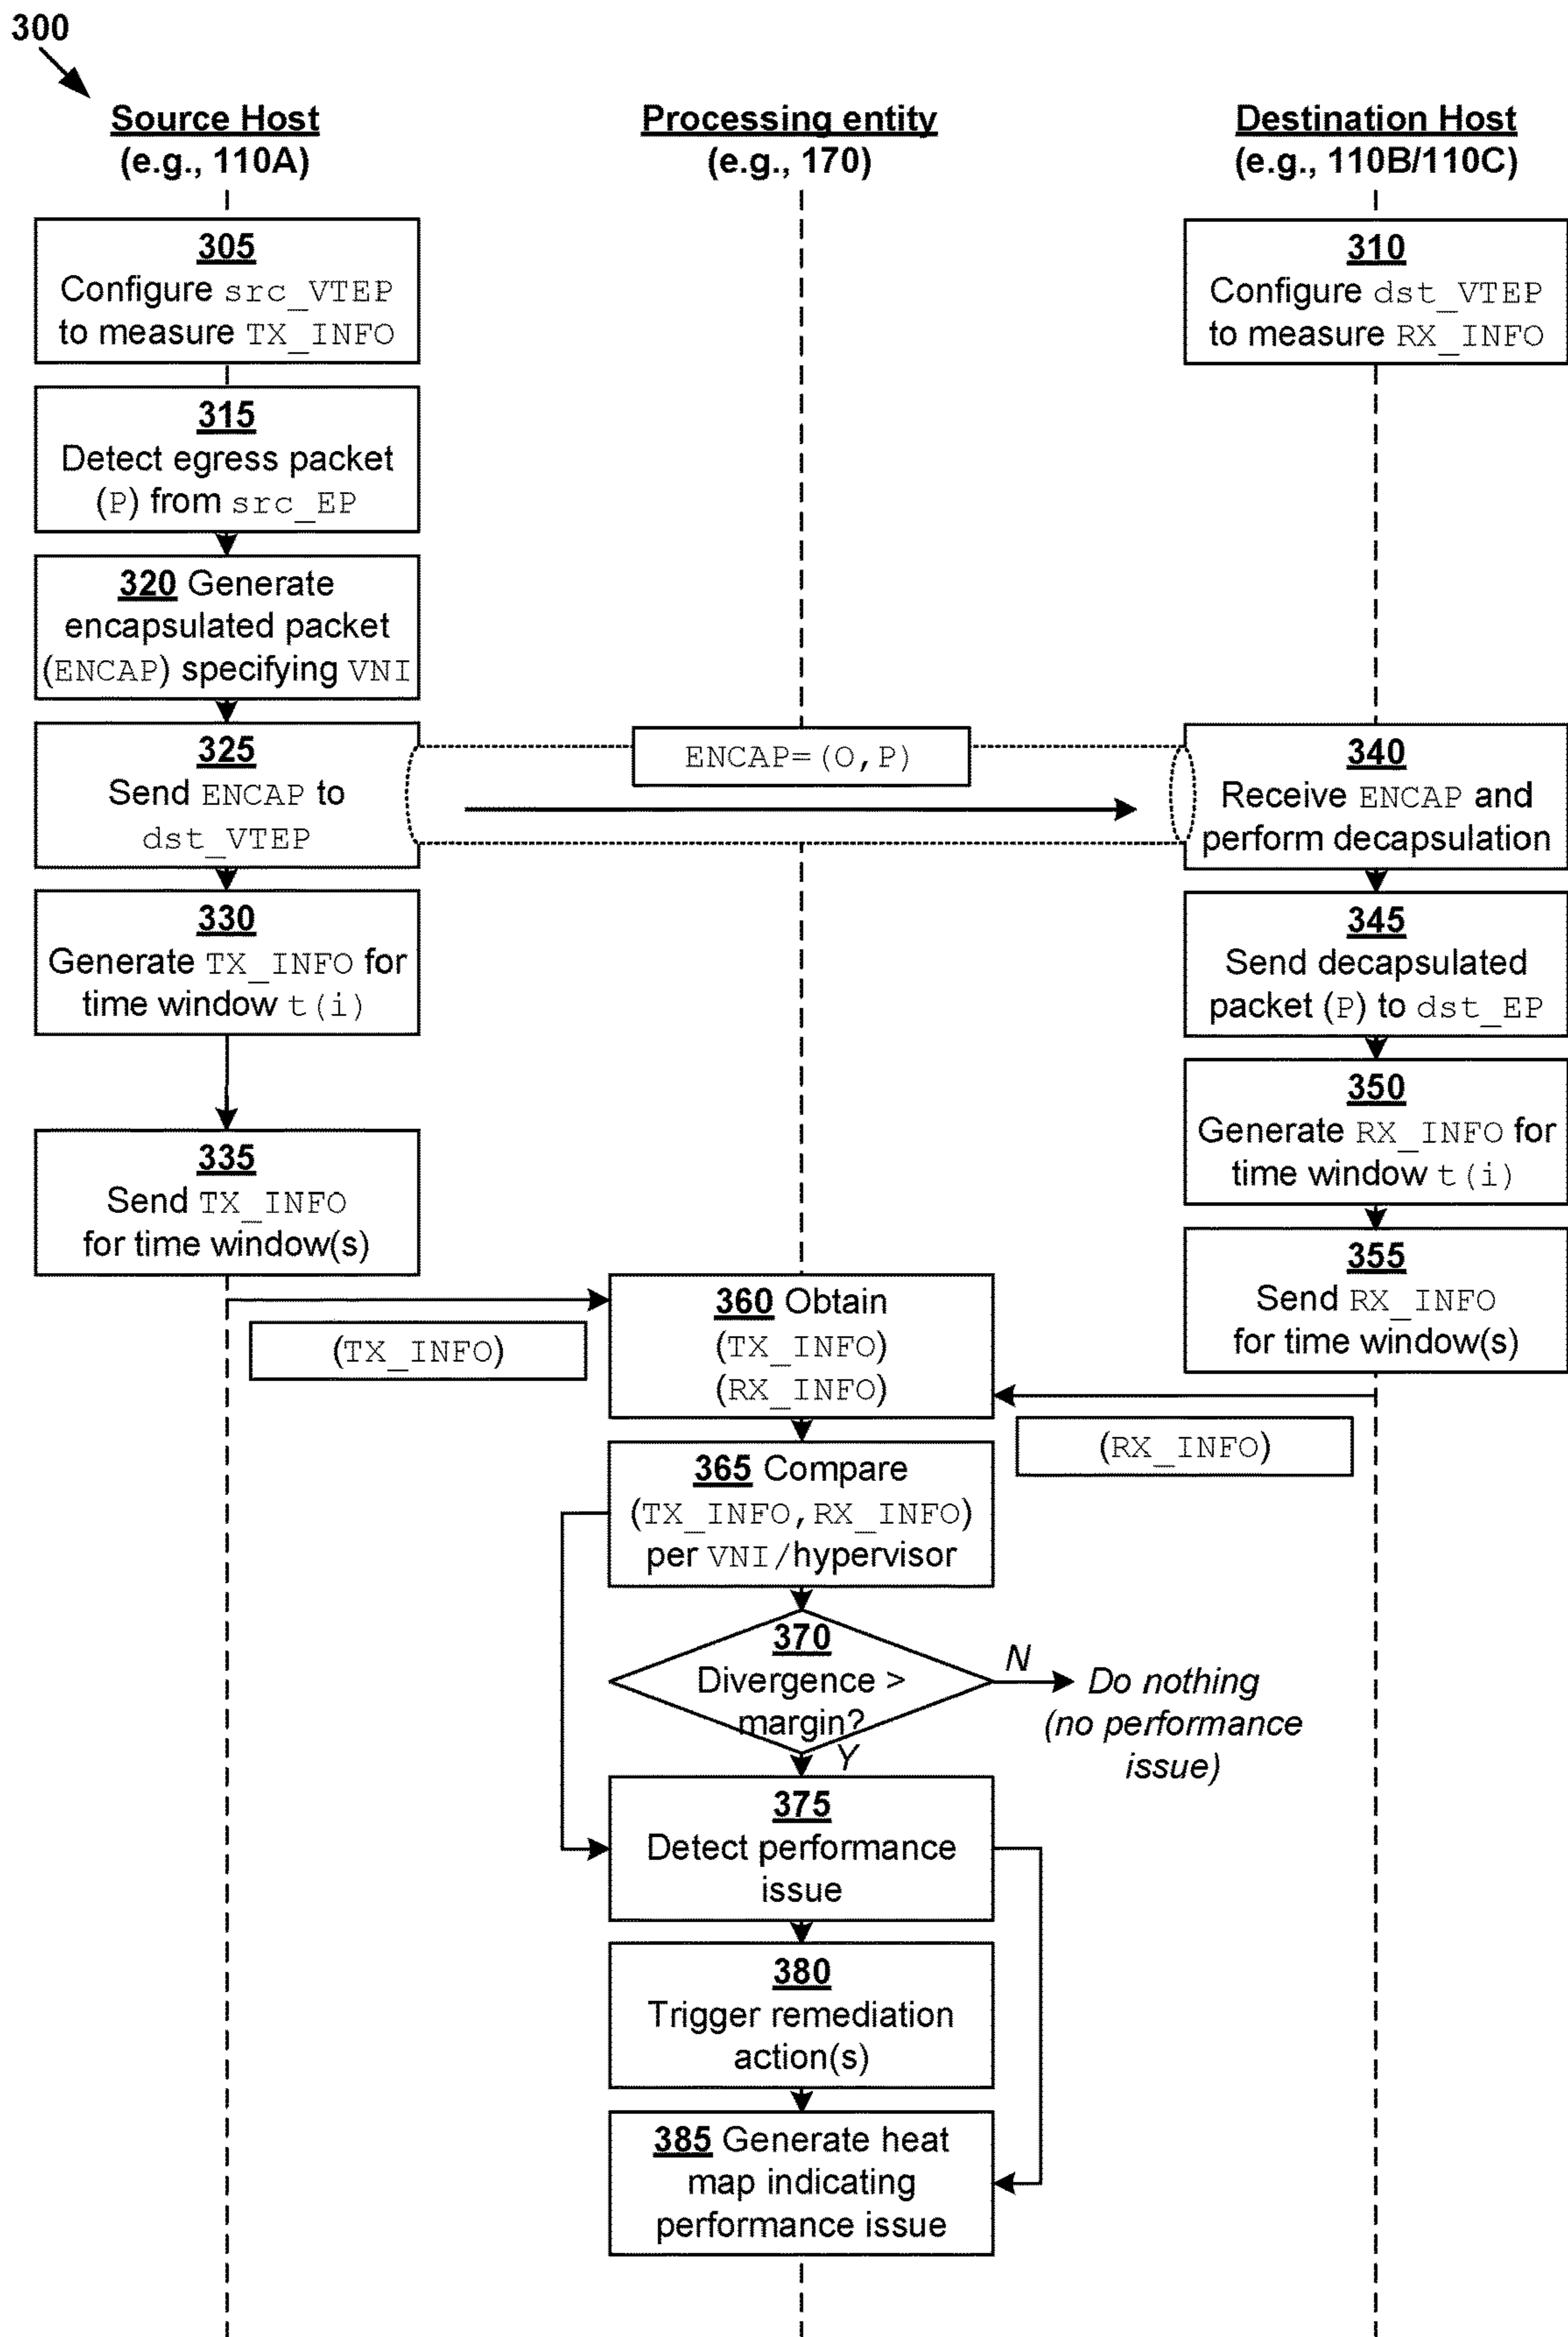 300
Source Host
(e.g., 110A)
Processing entity
(e.g., 170)
Destination Host
(e.g., 110B/110C)
305
Configure src_VTEP
to measure TX_INFO
310
Configure dst_VTEP
to measure RX_INFO
315
Detect egress packet
(P) from src_EP
320 Generate
encapsulated packet
(ENCAP) specifying VNI
325
Send ENCAP to
dst_VTEP
ENCAP=(O,P)
340
Receive ENCAP and
perform decapsulation
330
Generate TX_INFO for
time window t(i)
345
Send decapsulated
packet (P) to dst_EP
350
Generate RX_INFO for
time window t(i)
335
Send TX_INFO
for time window(s)
355
Send RX_INFO
for time window(s)
(TX_INFO)
360 Obtain
(TX_INFO)
(RX_INFO)
(RX_INFO)
365 Compare
(TX_INFO,RX_INFO)
per VNI/hypervisor
370
Divergence >
margin?
N
Do nothing
(no performance
issue)
Y
375
Detect performance
issue
380
Trigger remediation
action(s)
385 Generate heat
map indicating
performance issue